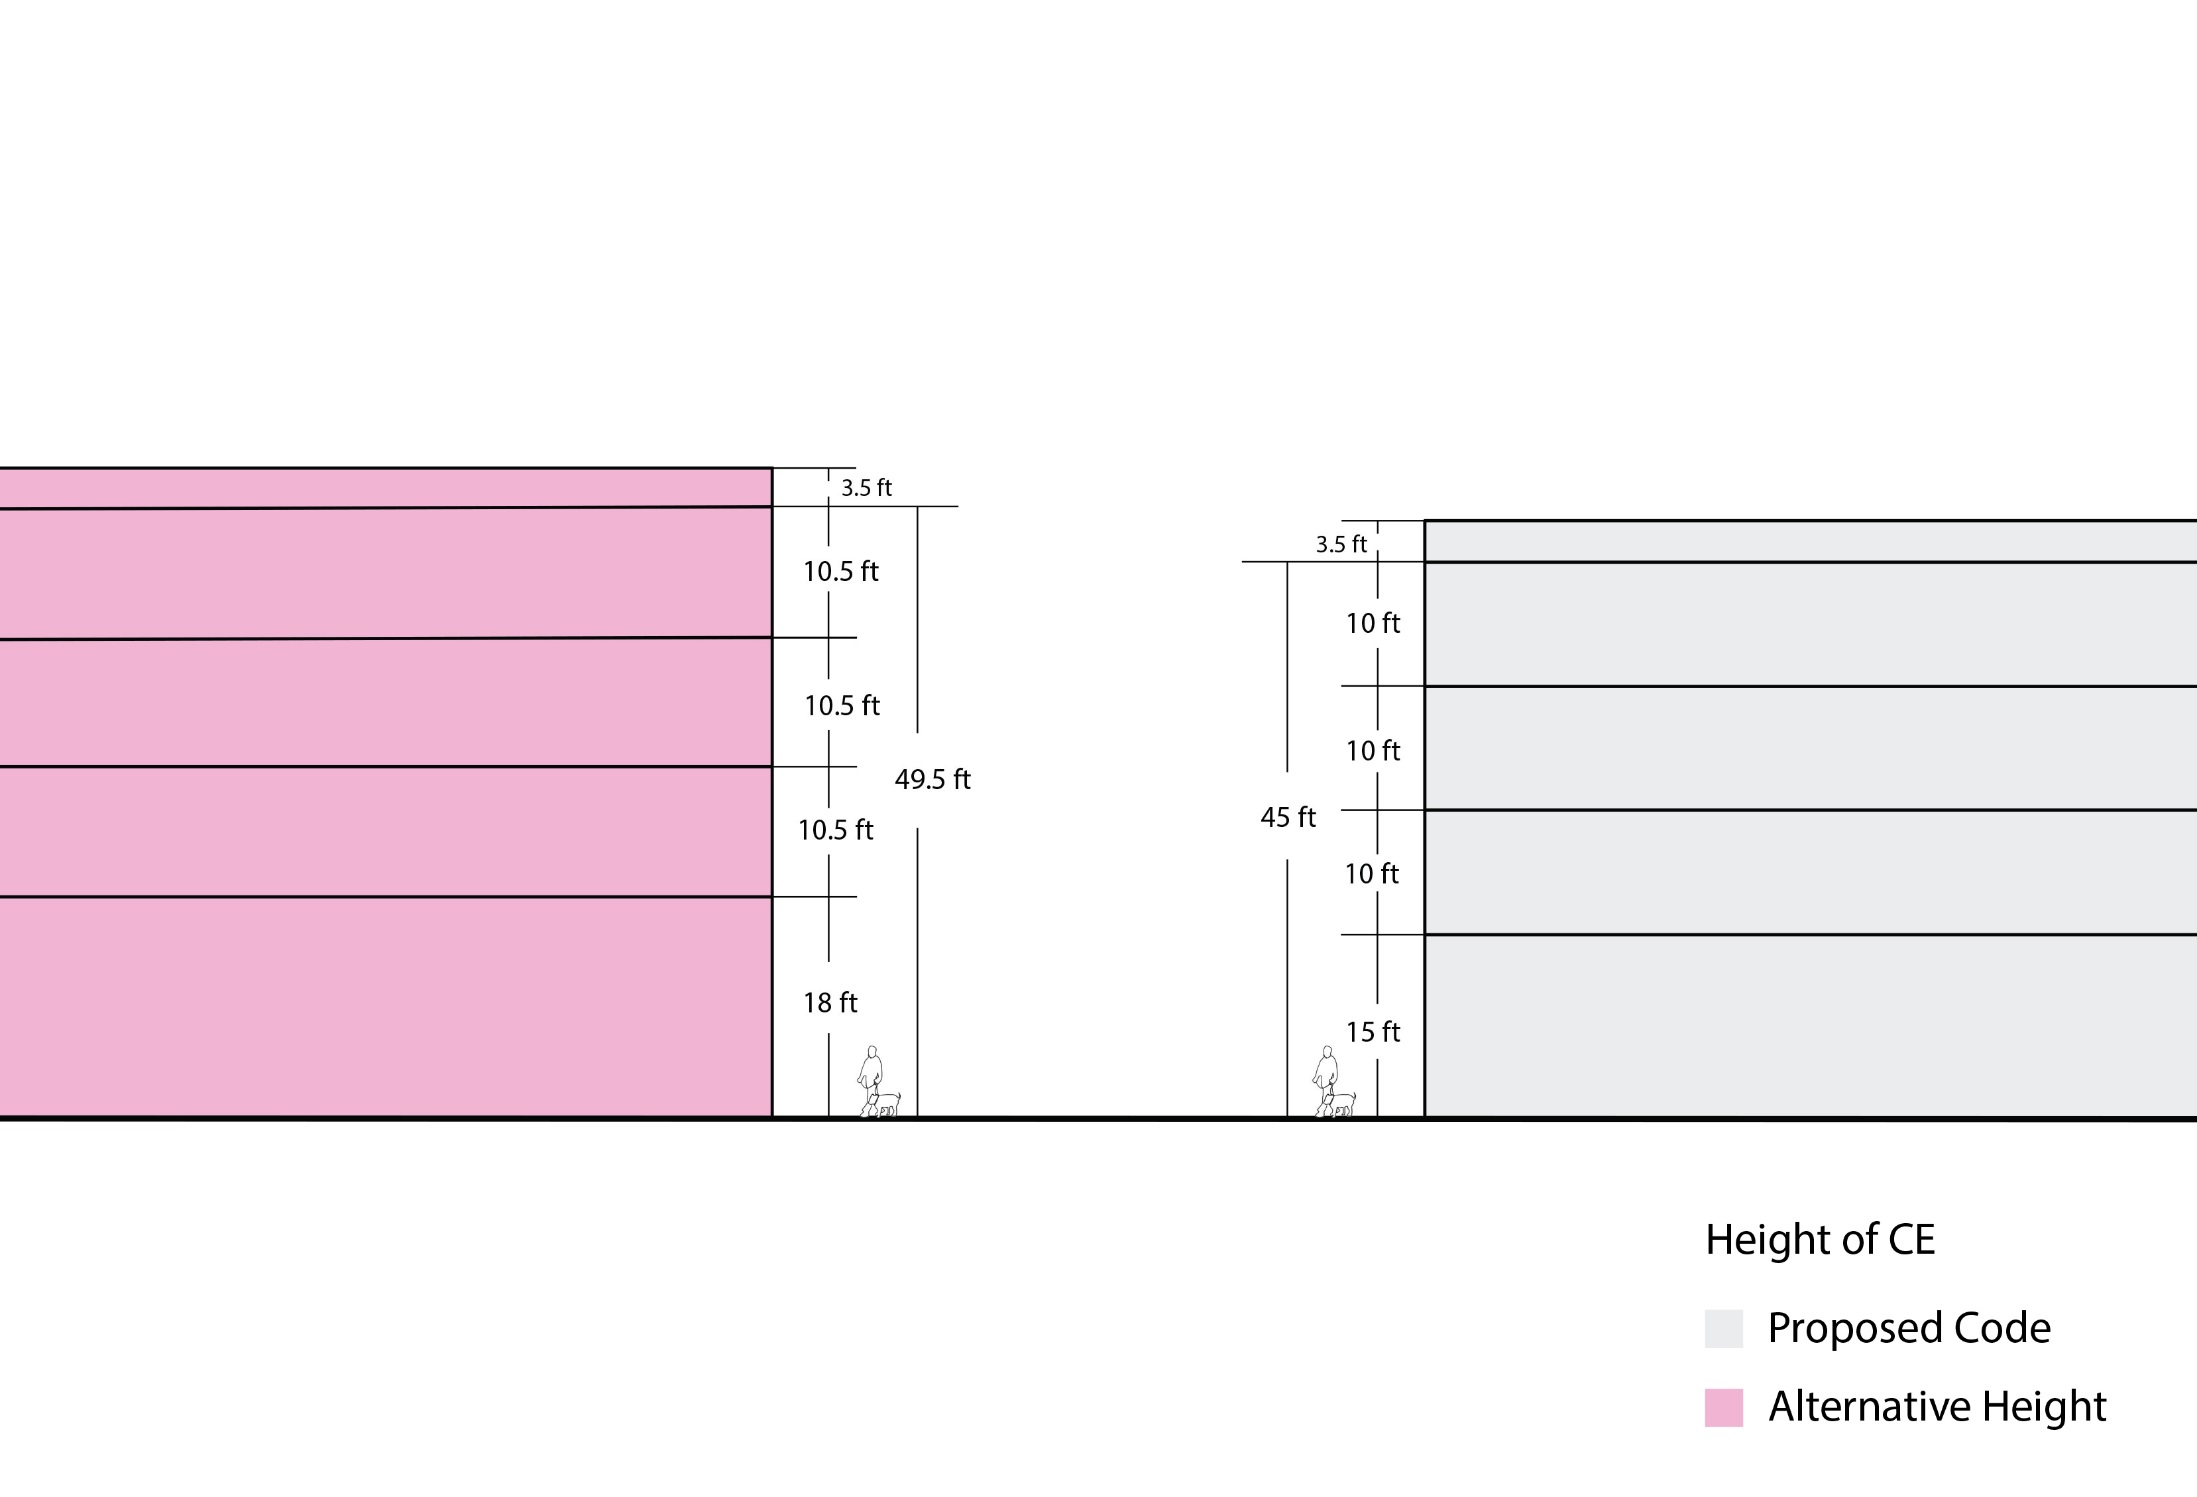 3.5 ft
10.5 ft
10.5 ft
49.5 ft
10.5 ft
18 ft
3.5 ft
10 ft
10 ft
45 ft
10 ft
15 ft
Height of CE
Proposed Code
Alternative Height